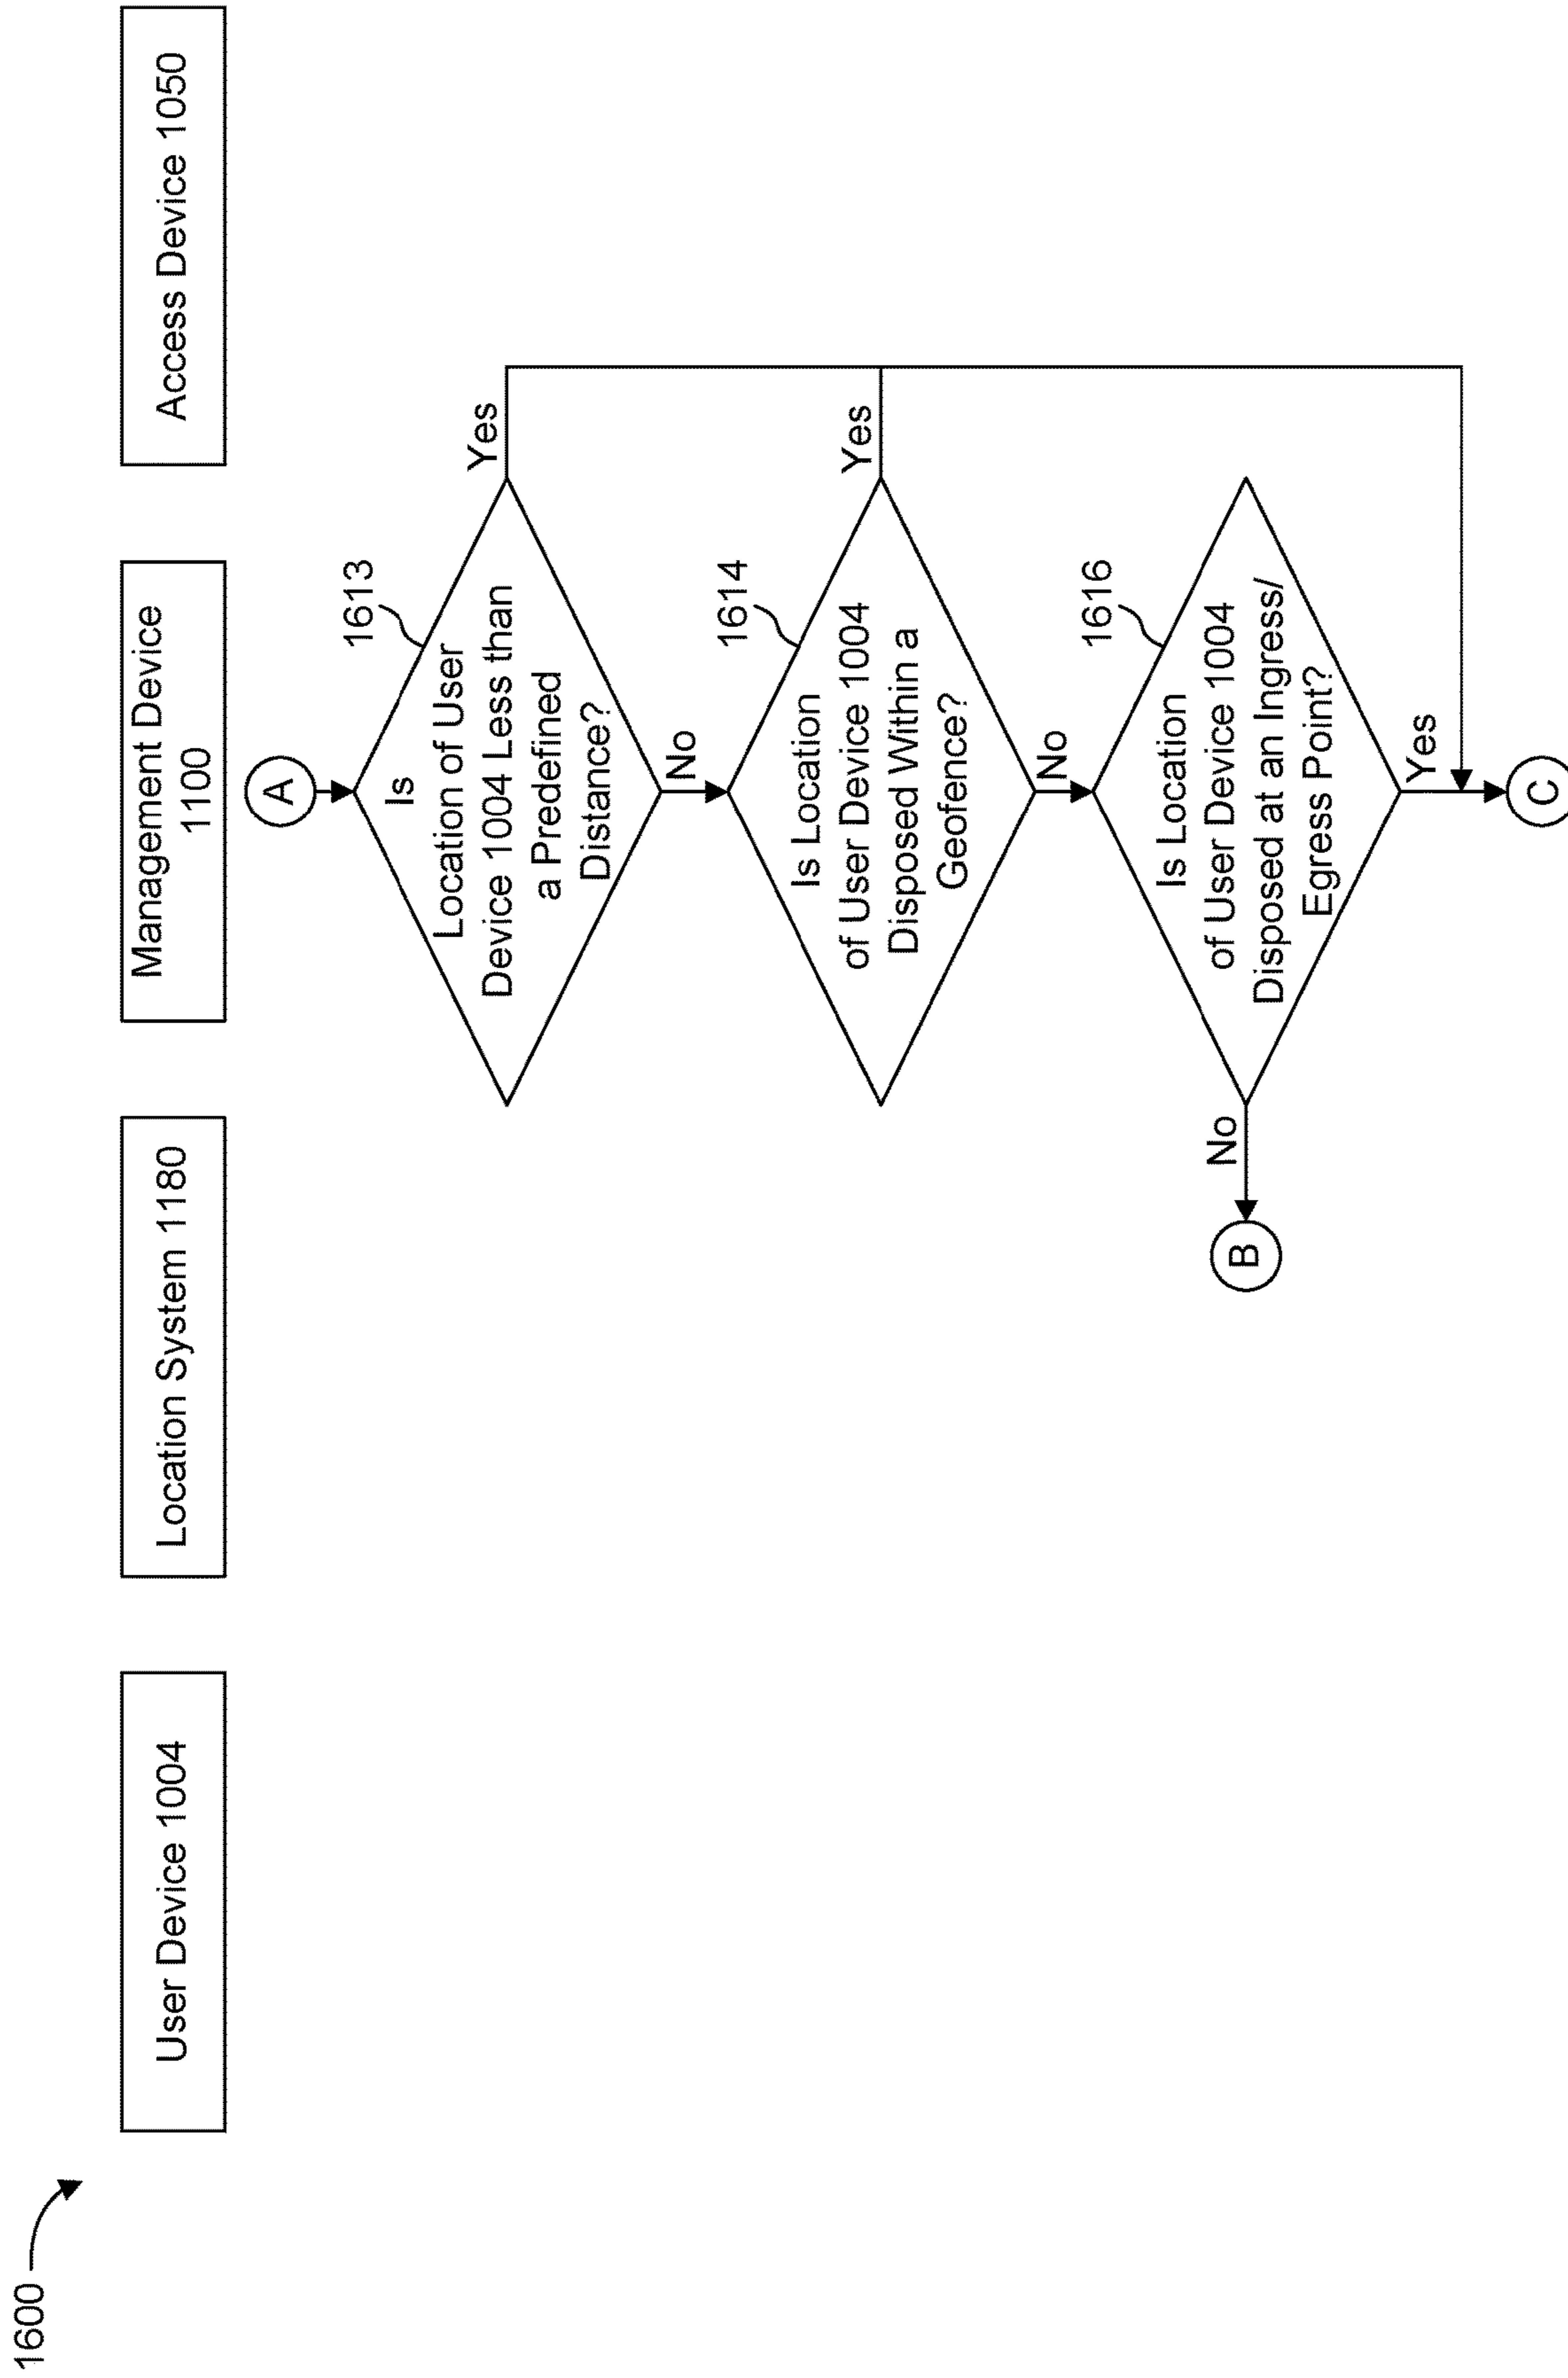 1600
User Device 1004
Location System 1180
Management Device
1100
Access Device 1050
A
1613
Is
Location of User
Device 1004 Less than
a Predefined
Distance?
Yes
No
1614
Is Location
of User Device 1004
Disposed Within a
Geofence?
Yes
No
1616
Is Location
of User Device 1004
Disposed at an Ingress/
Egress Point?
No
B
Yes
C